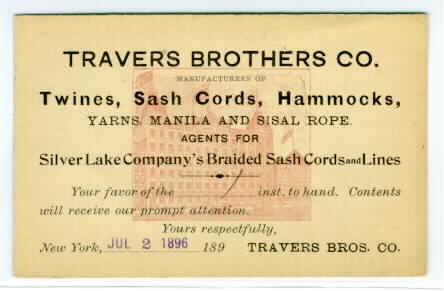 TRAVERS BROTHERS CO.
MANUFACTURERS OF
Twines, Sash Cords, Hammocks,
YARNS, MANILA AND SISAL ROPE.
AGENTS FOR
Silver Lake Company's Braided Sash Cords and Lines
Your favor of the inst. to hand. Contents
will receive our prompt attention.
Yours respectfully,
New York, JUL 2 1896 189 TRAVERS BROS. CO.